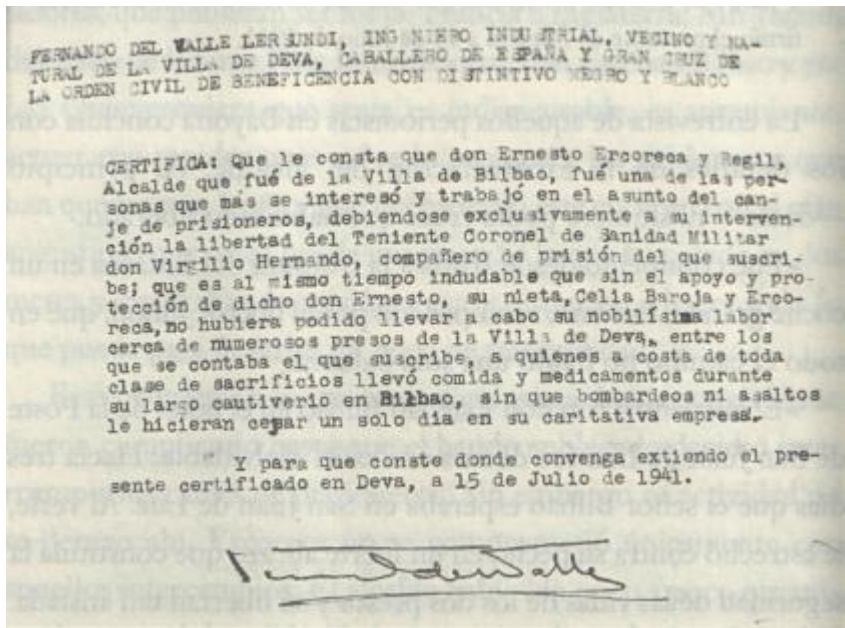 FERNANDO DEL VALLE LERSUNDI, INGENIERO INDUSTRIAL, VECINO Y NA-
TURAL DE LA VILLA DE DEVA, CABALLERO DE ESPAÑA Y GRAN CRUZ DE
LA ORDEN CIVIL DE BENEFICENCIA CON DISTINTIVO NEGRO Y BLANCO
CERTIFICA: Que le consta que don Ernesto Ercoreca y Regil,
Alcalde que fué de la Villa de Bilbao, fué una de las per-
sonas que mas se interesó y trabajó en el asunto del can-
je de prisioneros, debiendose exclusivamente a su interven-
ción la libertad del Teniente Coronel de Sanidad Militar
don Virgilio Hernando, compañero de prisión del que suscri-
be; que es al mismo tiempo indudable que sin el apoyo y pro-
tección de dicho don Ernesto, su nieta, Celia Baroja y Erco-
reca, no hubiera podido llevar a cabo su nobilísima labor
cerca de numerosos presos de la Villa de Deva, entre los
que se contaba el que suscribe, a quienes a costa de toda
clase de sacrificios llevó comida y medicamentos durante
su largo cautiverio en Bilbao, sin que bombardeos ni asaltos
le hicieran cesar un solo dia en su caritativa empresa.
Y para que conste donde convenga extiendo el pre-
sente certificado en Deva, a 15 de Julio de 1941.